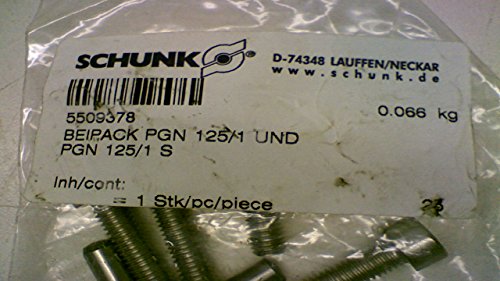 SCHUNK ®
D-74348 LAUFFEN/NECKAR
www.schunk.de
5509378
0.066 kg
BEIPACK PGN 125/1 UND
PGN 125/1 S
Inh/cont:
= 1 Stk/pc/piece